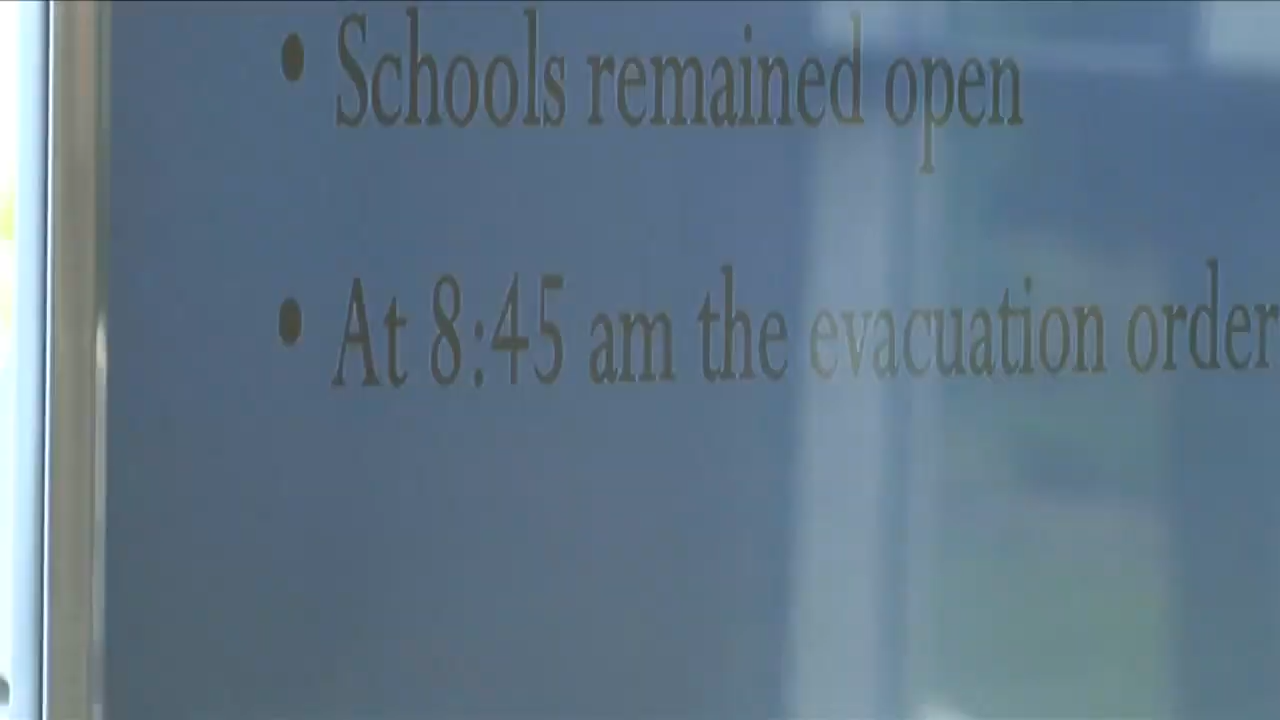 • Schools remained open
• At 8:45 am the evacuation order